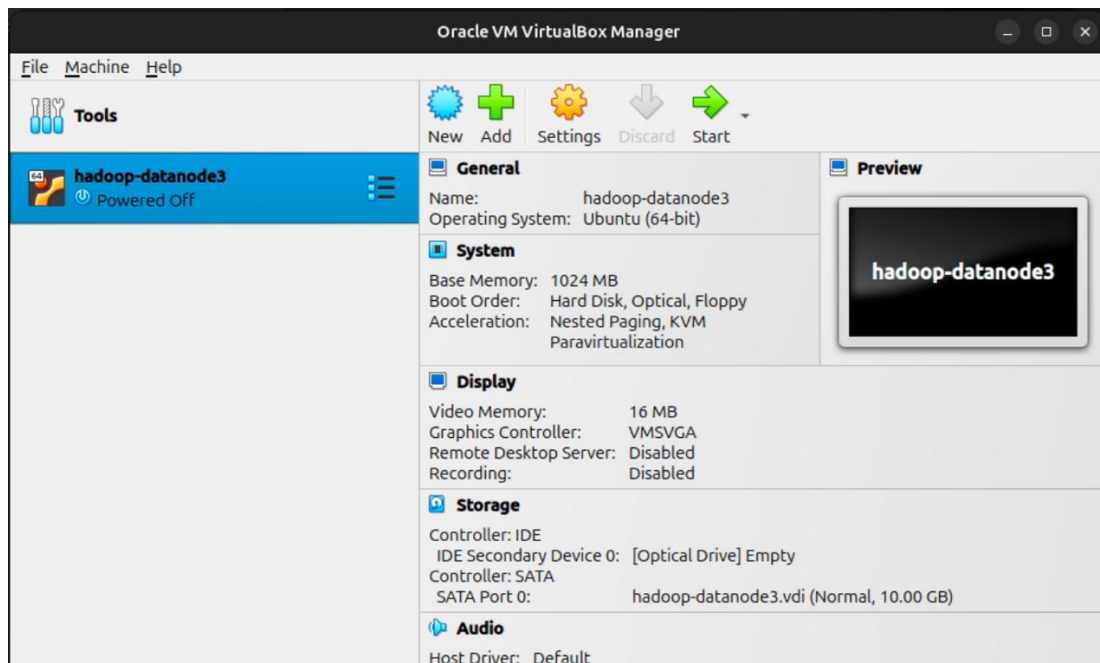 Oracle VM VirtualBox Manager
File Machine Help
Tools
New Add Settings Discard Start
64
hadoop-datanode3
Powered Off
General
Name: hadoop-datanode3
Operating System: Ubuntu (64-bit)
Preview
hadoop-datanode3
System
Base Memory: 1024 MB
Boot Order: Hard Disk, Optical, Floppy
Acceleration: Nested Paging, KVM
Paravirtualization
Display
Video Memory: 16 MB
Graphics Controller: VMSVGA
Remote Desktop Server: Disabled
Recording: Disabled
Storage
Controller: IDE
IDE Secondary Device 0: [Optical Drive] Empty
Controller: SATA
SATA Port 0: hadoop-datanode3.vdi (Normal, 10.00 GB)
Audio
Host Driver: Default